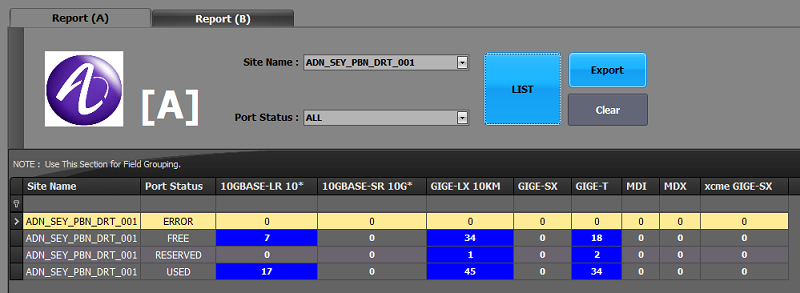 Report (A) Report (B)
Site Name : ADN_SEY_PBN_DRT_001
LIST Export
[A]
Clear
Port Status : ALL
NOTE : Use This Section for Field Grouping.
Site Name Port Status 10GBASE-LR 10* 10GBASE-SR 10G* GIGE-LX 10KM GIGE-SX GIGE-T MDI MDX xcme GIGE-SX
ADN_SEY_PBN_DRT_001 ERROR 0 0 0 0 0 0 0 0
ADN_SEY_PBN_DRT_001 FREE 7 0 34 0 18 0 0 0
ADN_SEY_PBN_DRT_001 RESERVED 0 0 1 0 2 0 0 0
ADN_SEY_PBN_DRT_001 USED 17 0 45 0 34 0 0 0